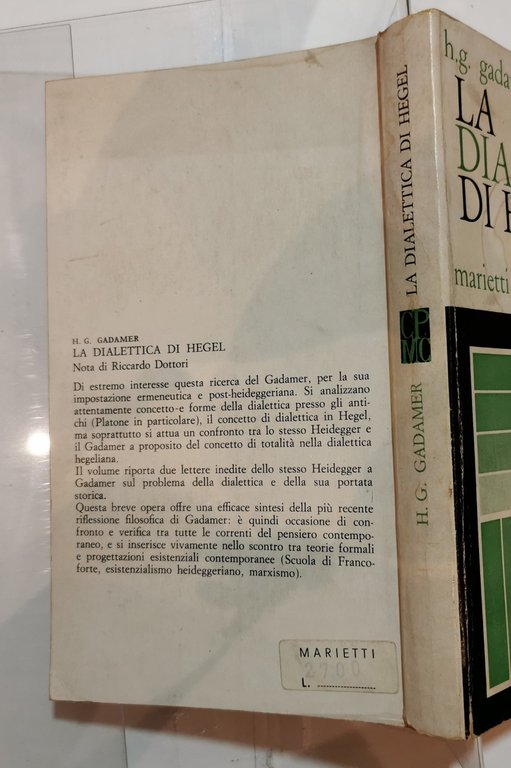 H. G. GADAMER
LA DIALETTICA DI HEGEL
Nota di Riccardo Dottori
Di estremo interesse questa ricerca del Gadamer, per la sua
impostazione ermeneutica e post-heideggeriana. Si analizzano
attentamente concetto e forme della dialettica presso gli anti-
chi (Platone in particolare), il concetto di dialettica in Hegel,
ma soprattutto si attua un confronto tra lo stesso Heidegger e
il Gadamer a proposito del concetto di totalità nella dialettica
hegeliana.
Il volume riporta due lettere inedite dello stesso Heidegger a
Gadamer sul problema della dialettica e della sua portata
storica.
Questa breve opera offre una efficace sintesi della più recente
riflessione filosofica di Gadamer: è quindi occasione di con-
fronto e verifica tra tutte le correnti del pensiero contempo-
raneo, e si inserisce vivamente nello scontro tra teorie formali
e progettazioni esistenziali contemporanee (Scuola di Franco-
forte, esistenzialismo heideggeriano, marxismo).
MARIETTI
2700
L.
H. G. GADAMER
CP
MC
LA DIALETTICA DI HEGEL
h.g. gada
LA
DIA
DI H
marietti